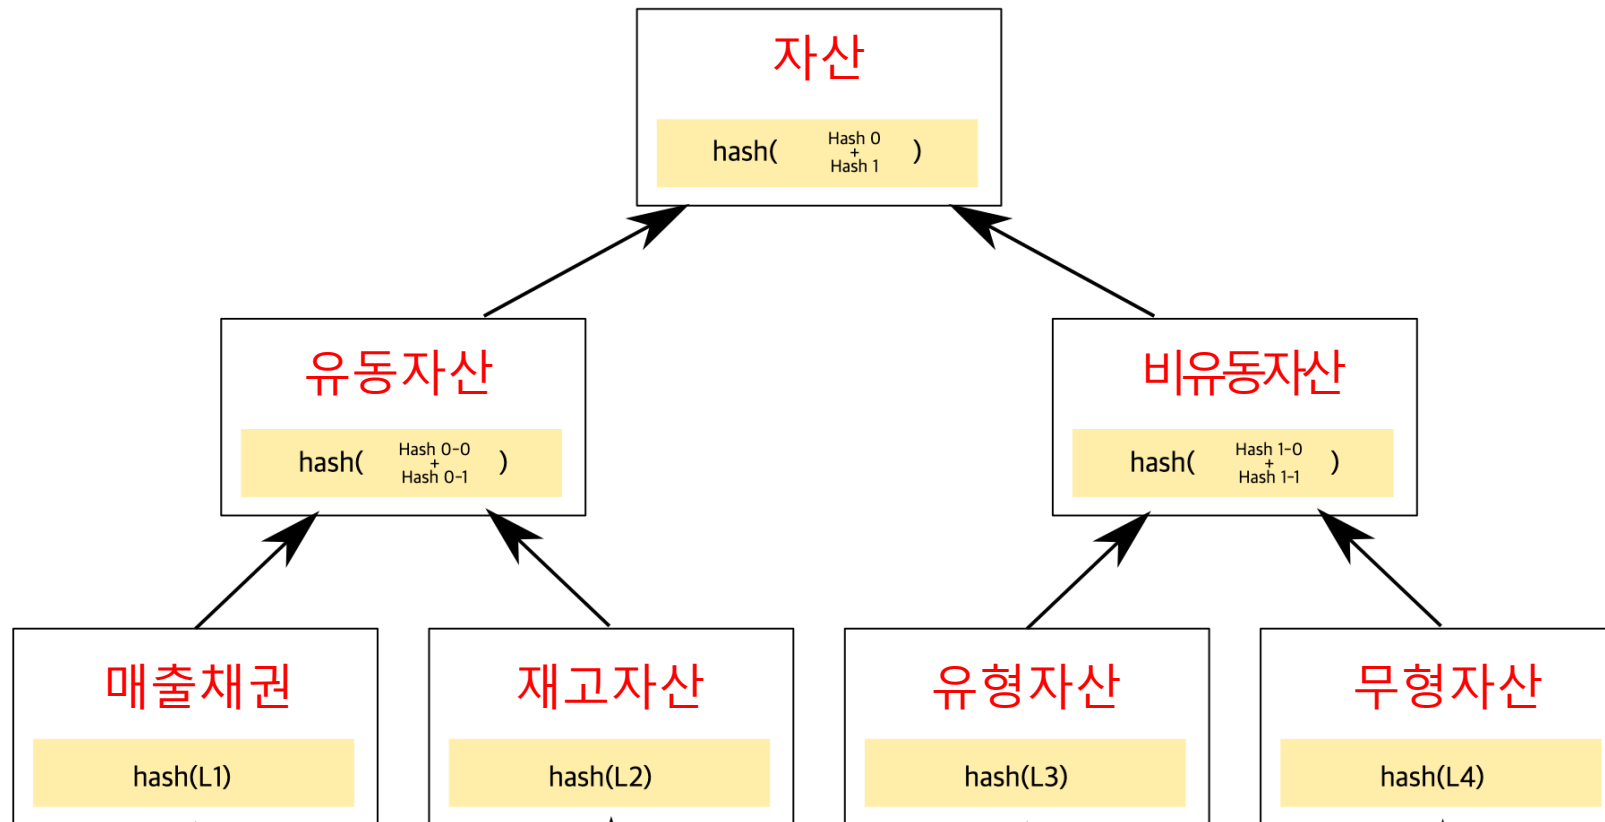 자산
hash( Hash 0 + Hash 1 )
유동자산
hash( Hash 0-0 + Hash 0-1 )
비유동자산
hash( Hash 1-0 + Hash 1-1 )
매출채권
hash(L1)
재고자산
hash(L2)
유형자산
hash(L3)
무형자산
hash(L4)